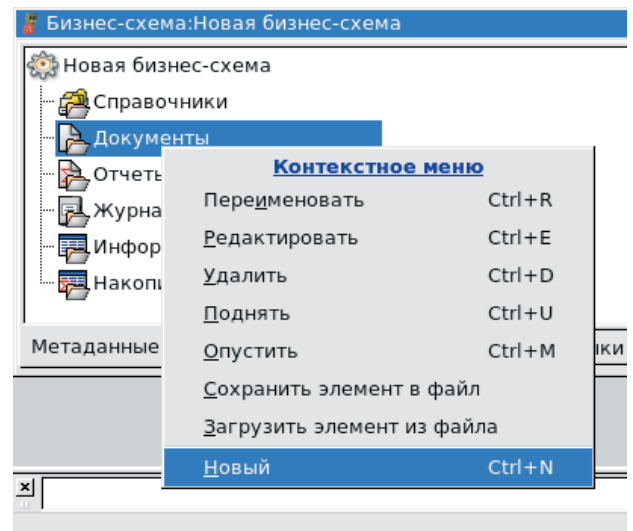 Бизнес-схема:Новая бизнес-схема
Новая бизнес-схема
Справочники
Документы
Контекстное меню
Переименовать Ctrl+R
Редактировать Ctrl+E
Удалить Ctrl+D
Поднять Ctrl+U
Метаданные
Опустить Ctrl+M
Сохранить элемент в файл
Загрузить элемент из файла
Новый Ctrl+N